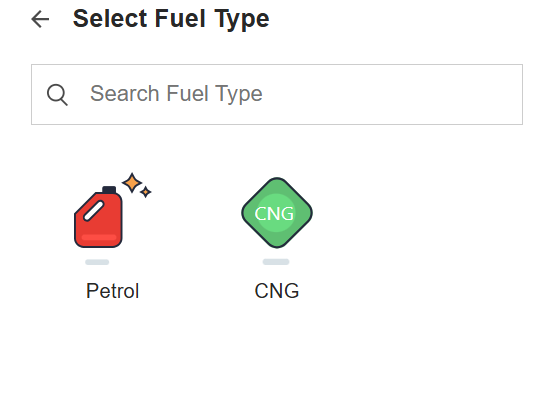 Select Fuel Type
Search Fuel Type
CNG
Petrol
CNG